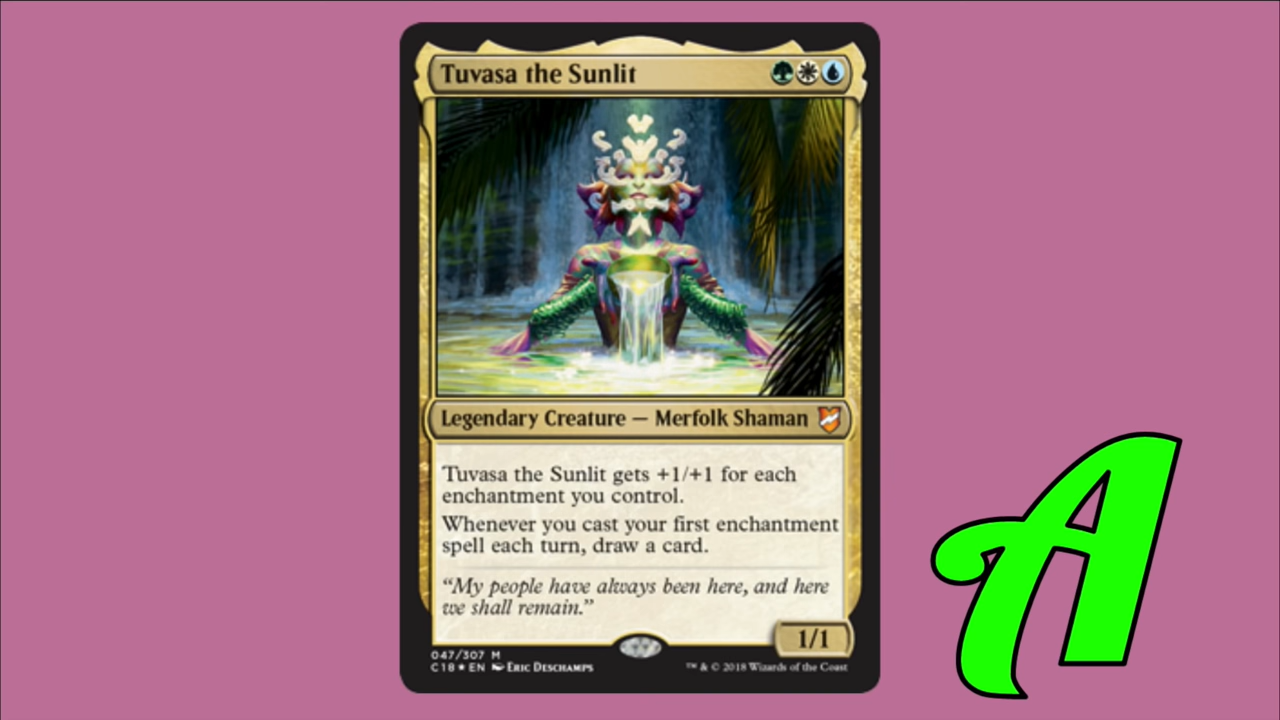 Tuvasa the Sunlit
Legendary Creature — Merfolk Shaman
Tuvasa the Sunlit gets +1/+1 for each
enchantment you control.
Whenever you cast your first enchantment
spell each turn, draw a card.
“My people have always been here, and here
we shall remain.”
1/1
047/307 M
C18★EN Eric Deschamps
™ & © 2018 Wizards of the Coast
A